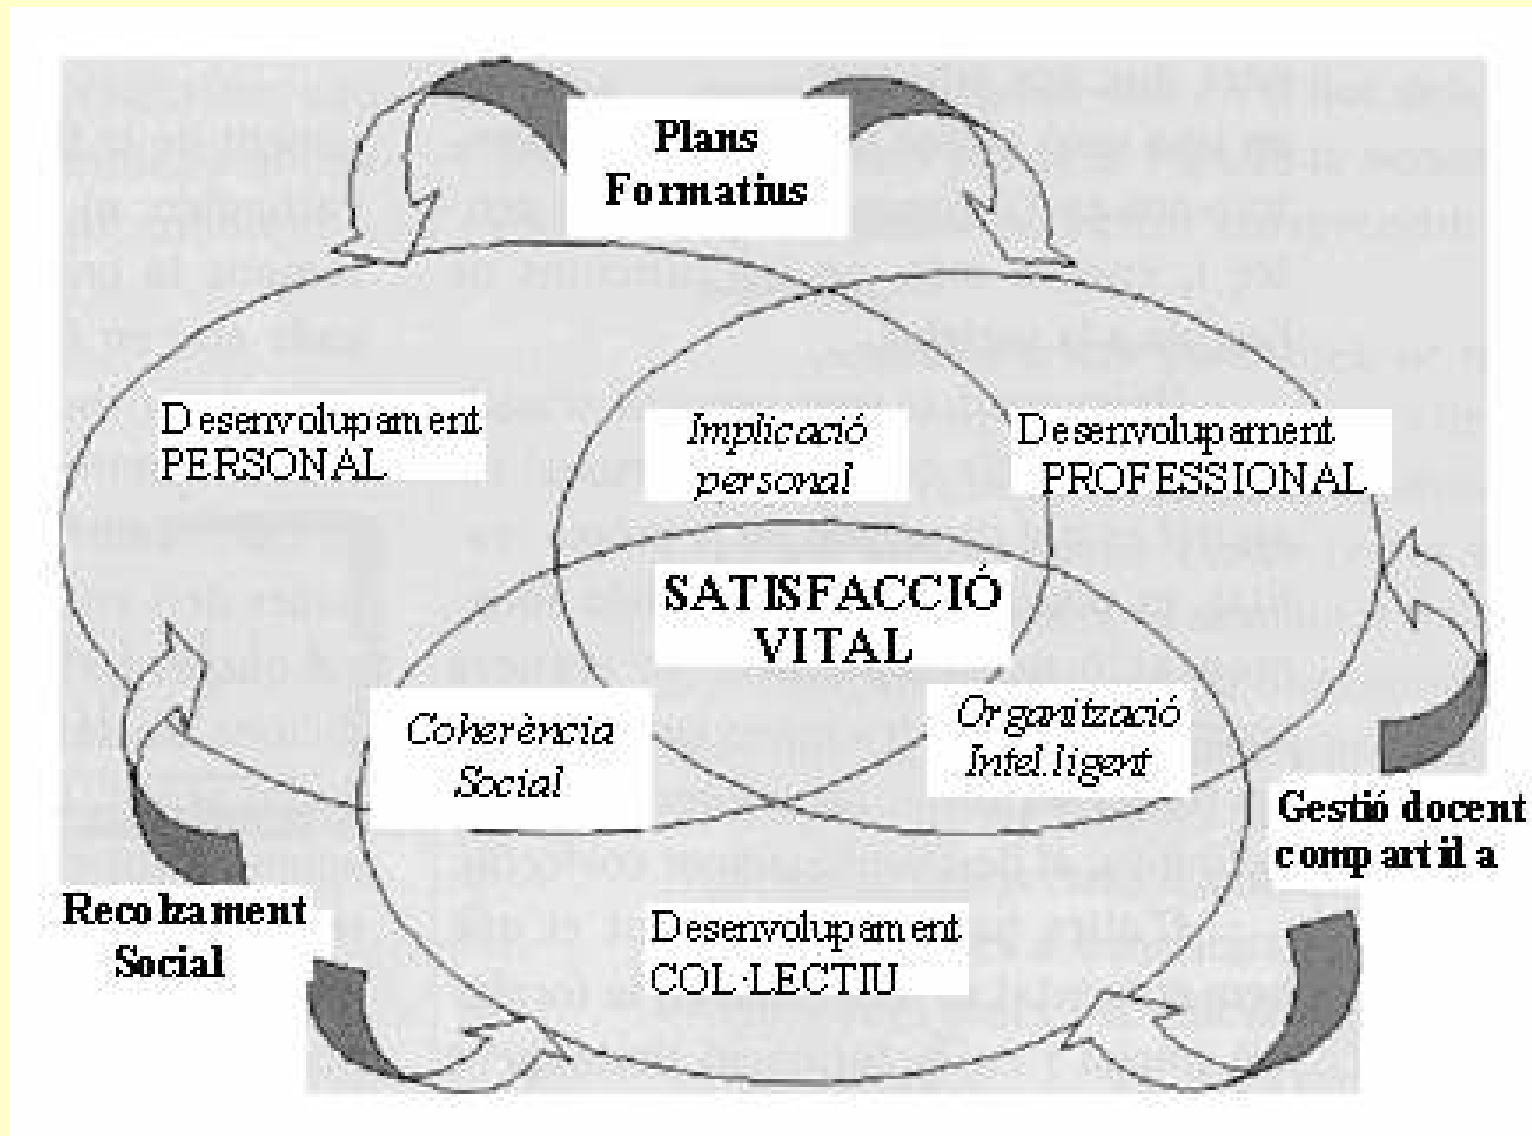 Plans
Formatius
Desenvolupament
PERSONAL
Implicació
personal
Desenvolupament
PROFESSIONAL
SATISFACCIÓ
VITAL
Coherència
Social
Organització
Intel.ligent
Gestió docent
compartida
Recolzament
Social
Desenvolupament
COL·LECTIU